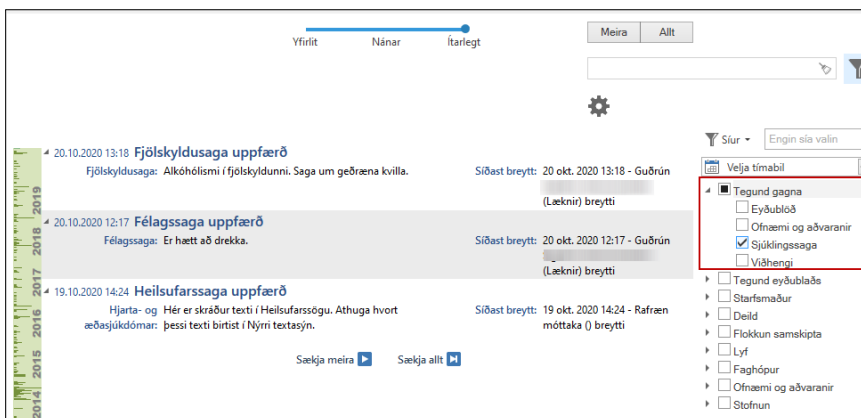 Yfirlit Nánar Ítarlegt
Meira Allt
Síur Engin sía valin
Velja tímabil
20.10.2020 13:18 Fjölskyldusaga uppfærð
Fjölskyldusaga: Alkóhólismi í fjölskyldunni. Saga um geðræna kvilla. Síðast breytt: 20 okt. 2020 13:18 - Guðrún
(Læknir) breytti
20.10.2020 12:17 Félagssaga uppfærð
Félagssaga: Er hætt að drekka. Síðast breytt: 20 okt. 2020 12:17 - Guðrún
(Læknir) breytti
19.10.2020 14:24 Heilsufarssaga uppfærð
Hjarta- og Hér er skráður texti í Heilsufarssögu. Athuga hvort Síðast breytt: 19 okt. 2020 14:24 - Rafræn
æðasjúkdómar: þessi texti birtist í Nýrri textasýn. móttaka () breytti
Sækja meira Sækja allt
2019
2018
2017
2016
2015
2014
Tegund gagna
Eyðublöð
Ofnæmi og aðvaranir
Sjúklingssaga
Viðhengi
Tegund eyðublaðs
Starfsmaður
Deild
Flokkun samskipta
Lyf
Faghópur
Ofnæmi og aðvaranir
Stofnun